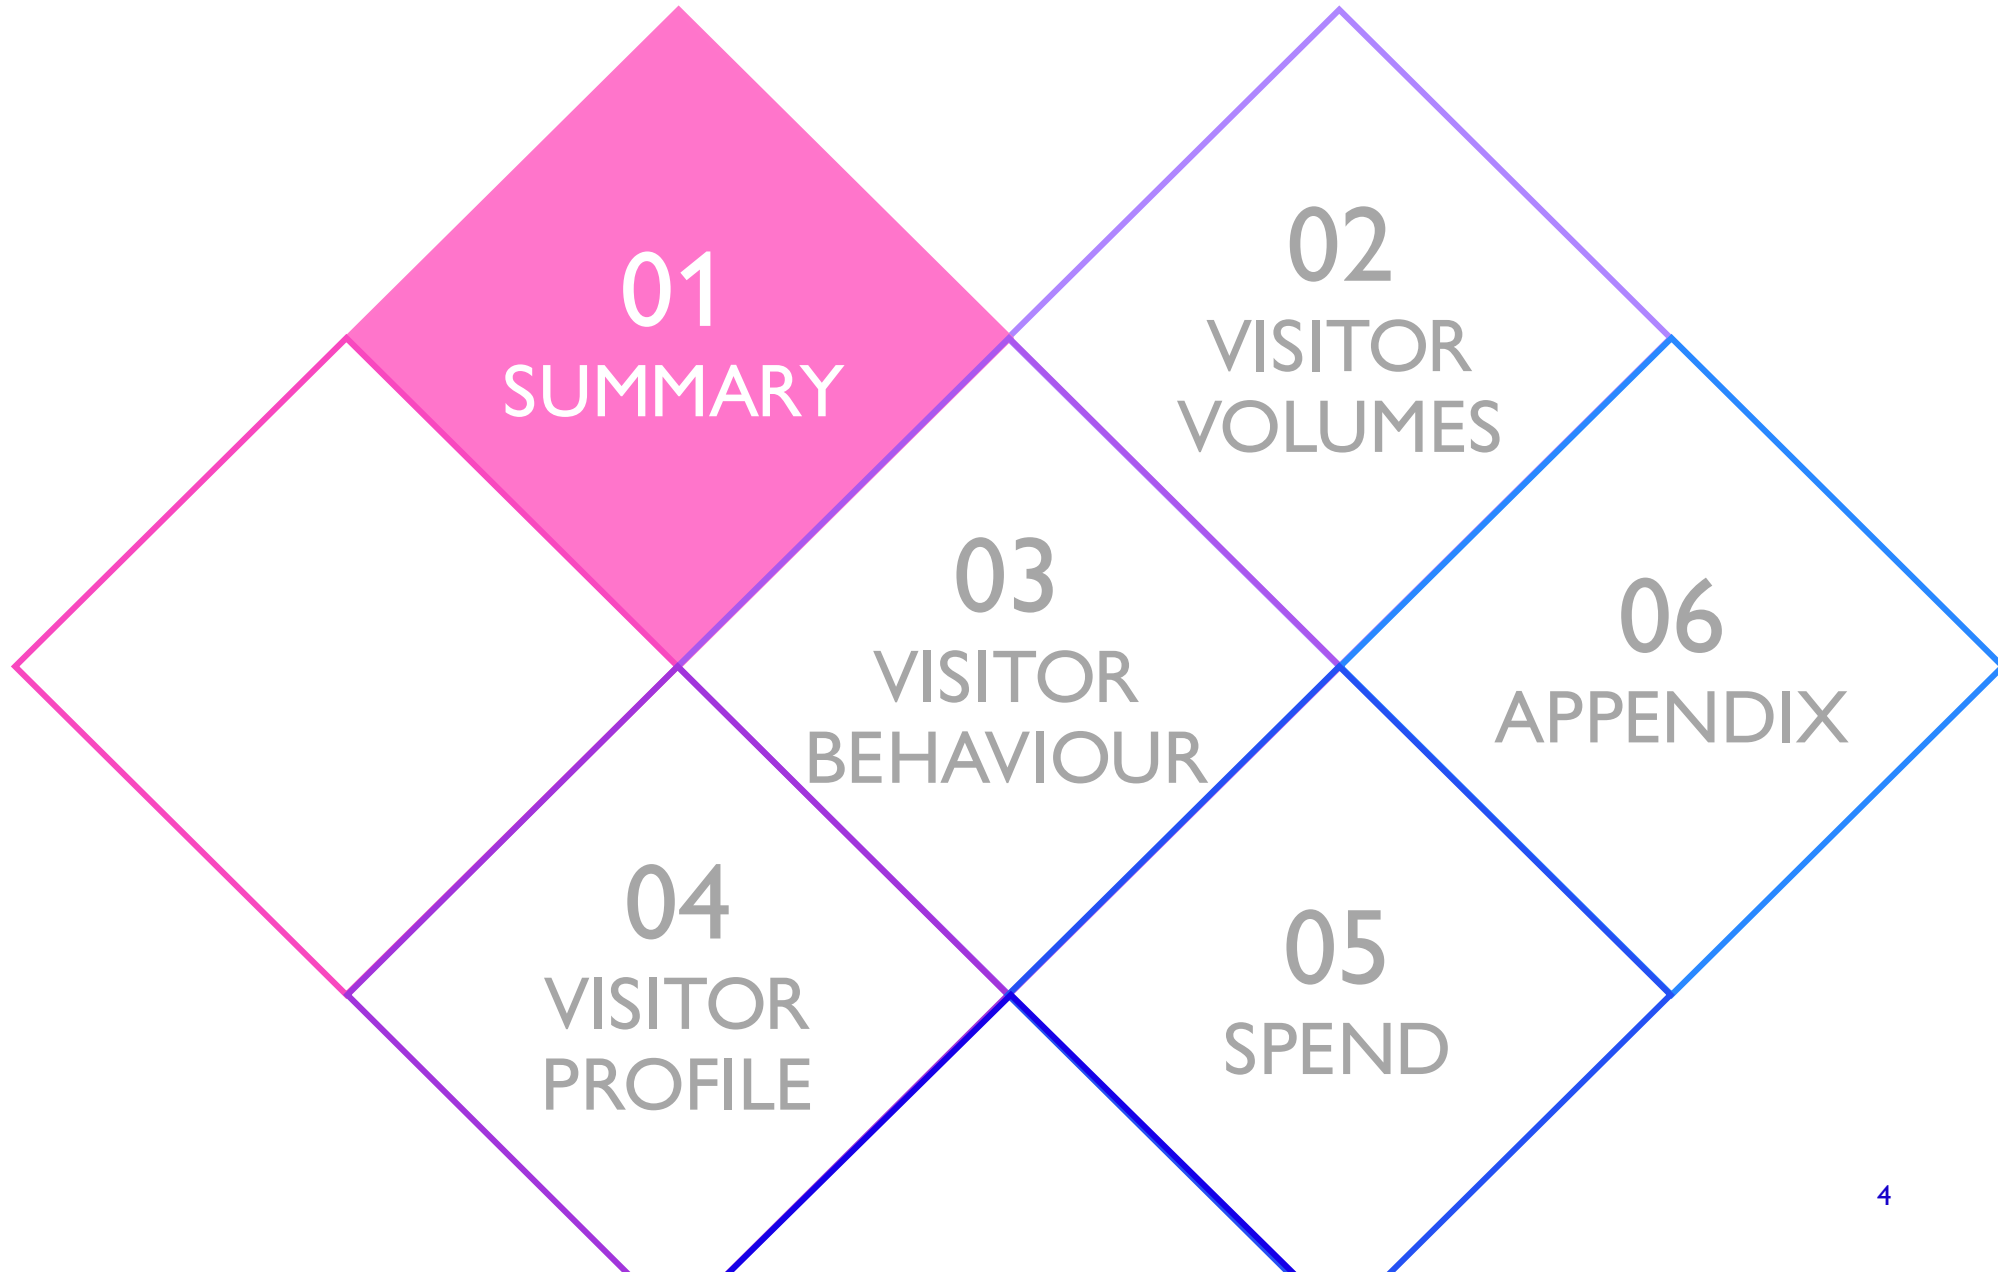 01
SUMMARY
02
VISITOR
VOLUMES
03
VISITOR
BEHAVIOUR
04
VISITOR
PROFILE
05
SPEND
06
APPENDIX
4